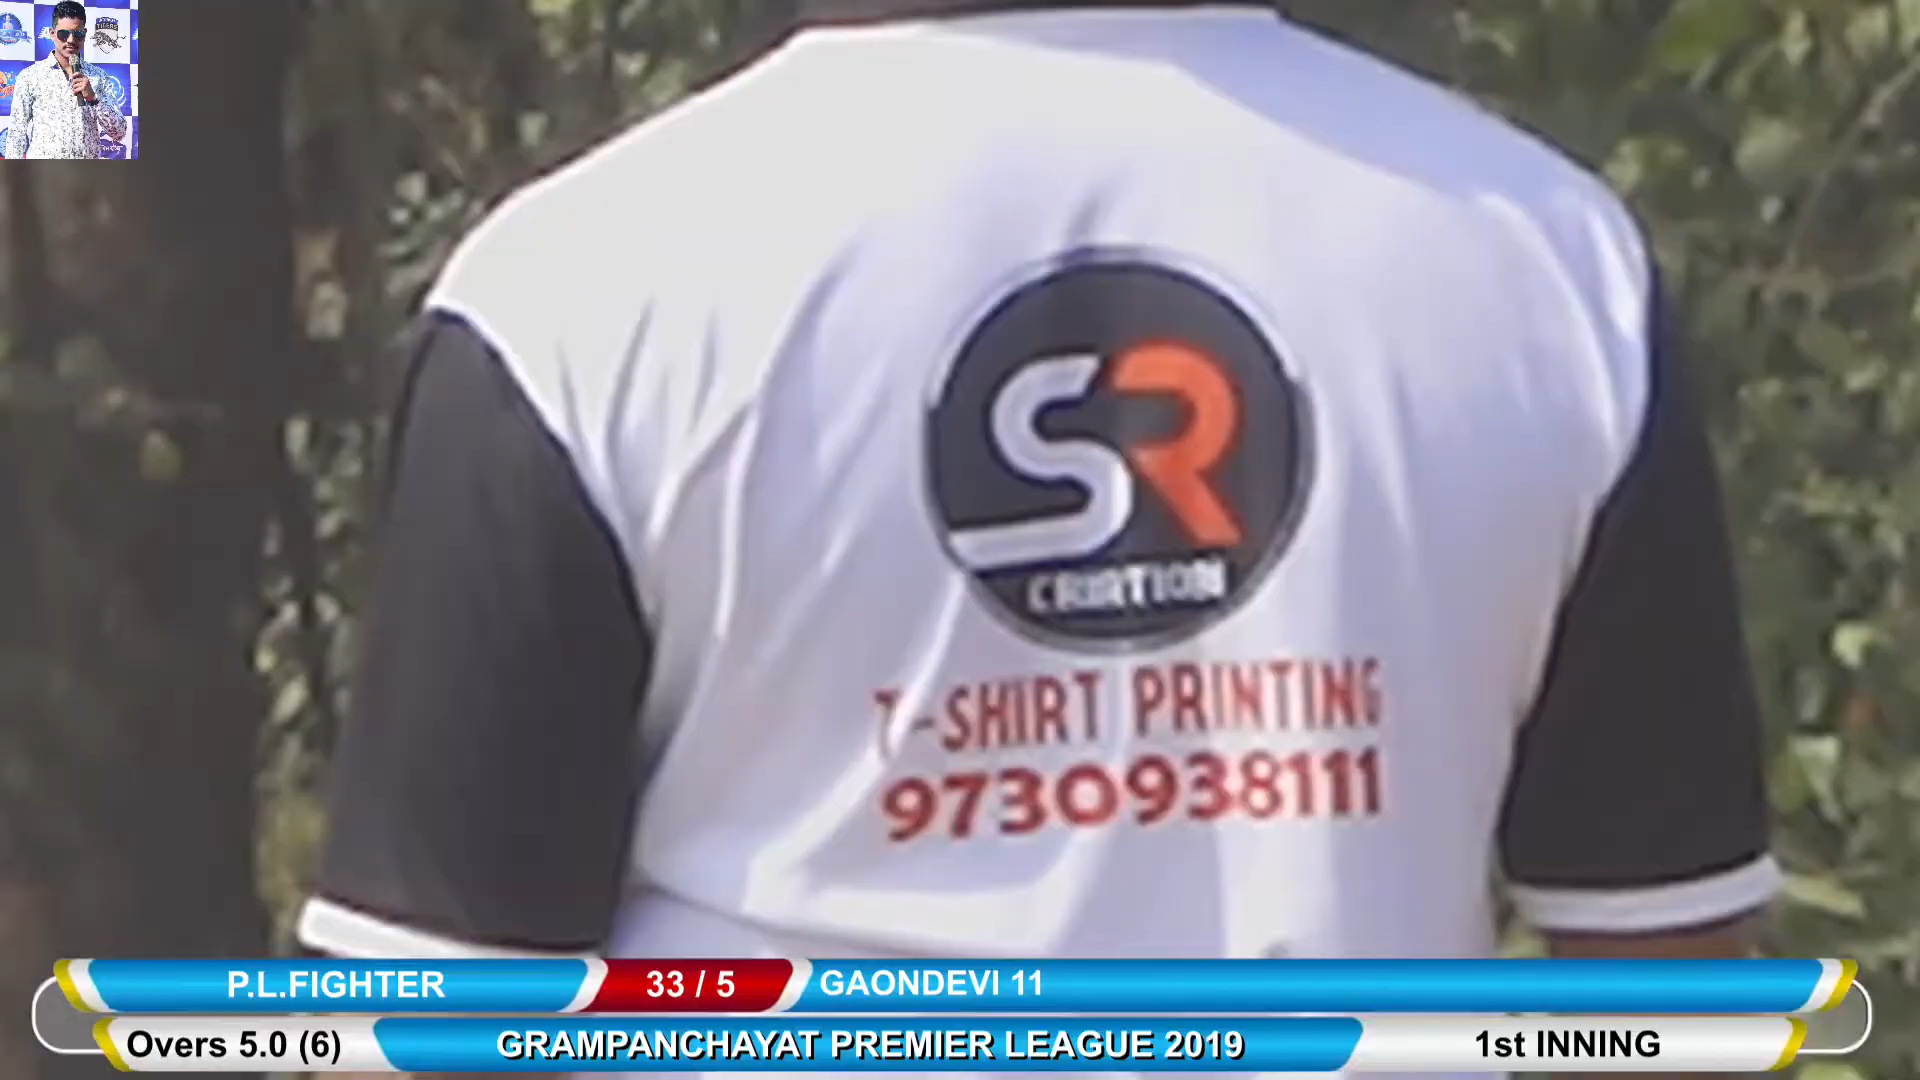 SR
T-SHIRT PRINTING
9730938111
P.L.FIGHTER 33 / 5 GAONDEVI 11
Overs 5.0 (6) GRAMPANCHAYAT PREMIER LEAGUE 2019 1st INNING